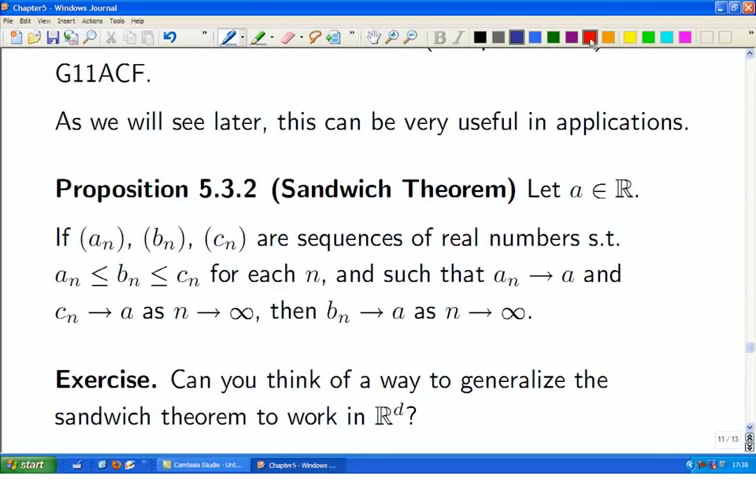 Chapter5 - Windows Journal
File Edit View Insert Actions Tools Help
G11ACF.
As we will see later, this can be very useful in applications.
Proposition 5.3.2 (Sandwich Theorem) Let a ∈ ℝ.
If (aₙ), (bₙ), (cₙ) are sequences of real numbers s.t.
aₙ ≤ bₙ ≤ cₙ for each n, and such that aₙ → a and
cₙ → a as n → ∞, then bₙ → a as n → ∞.
Exercise. Can you think of a way to generalize the
sandwich theorem to work in ℝᵈ?
11 / 13
start Camtasia Studio - Unt... Chapter5 - Windows ... 17:38